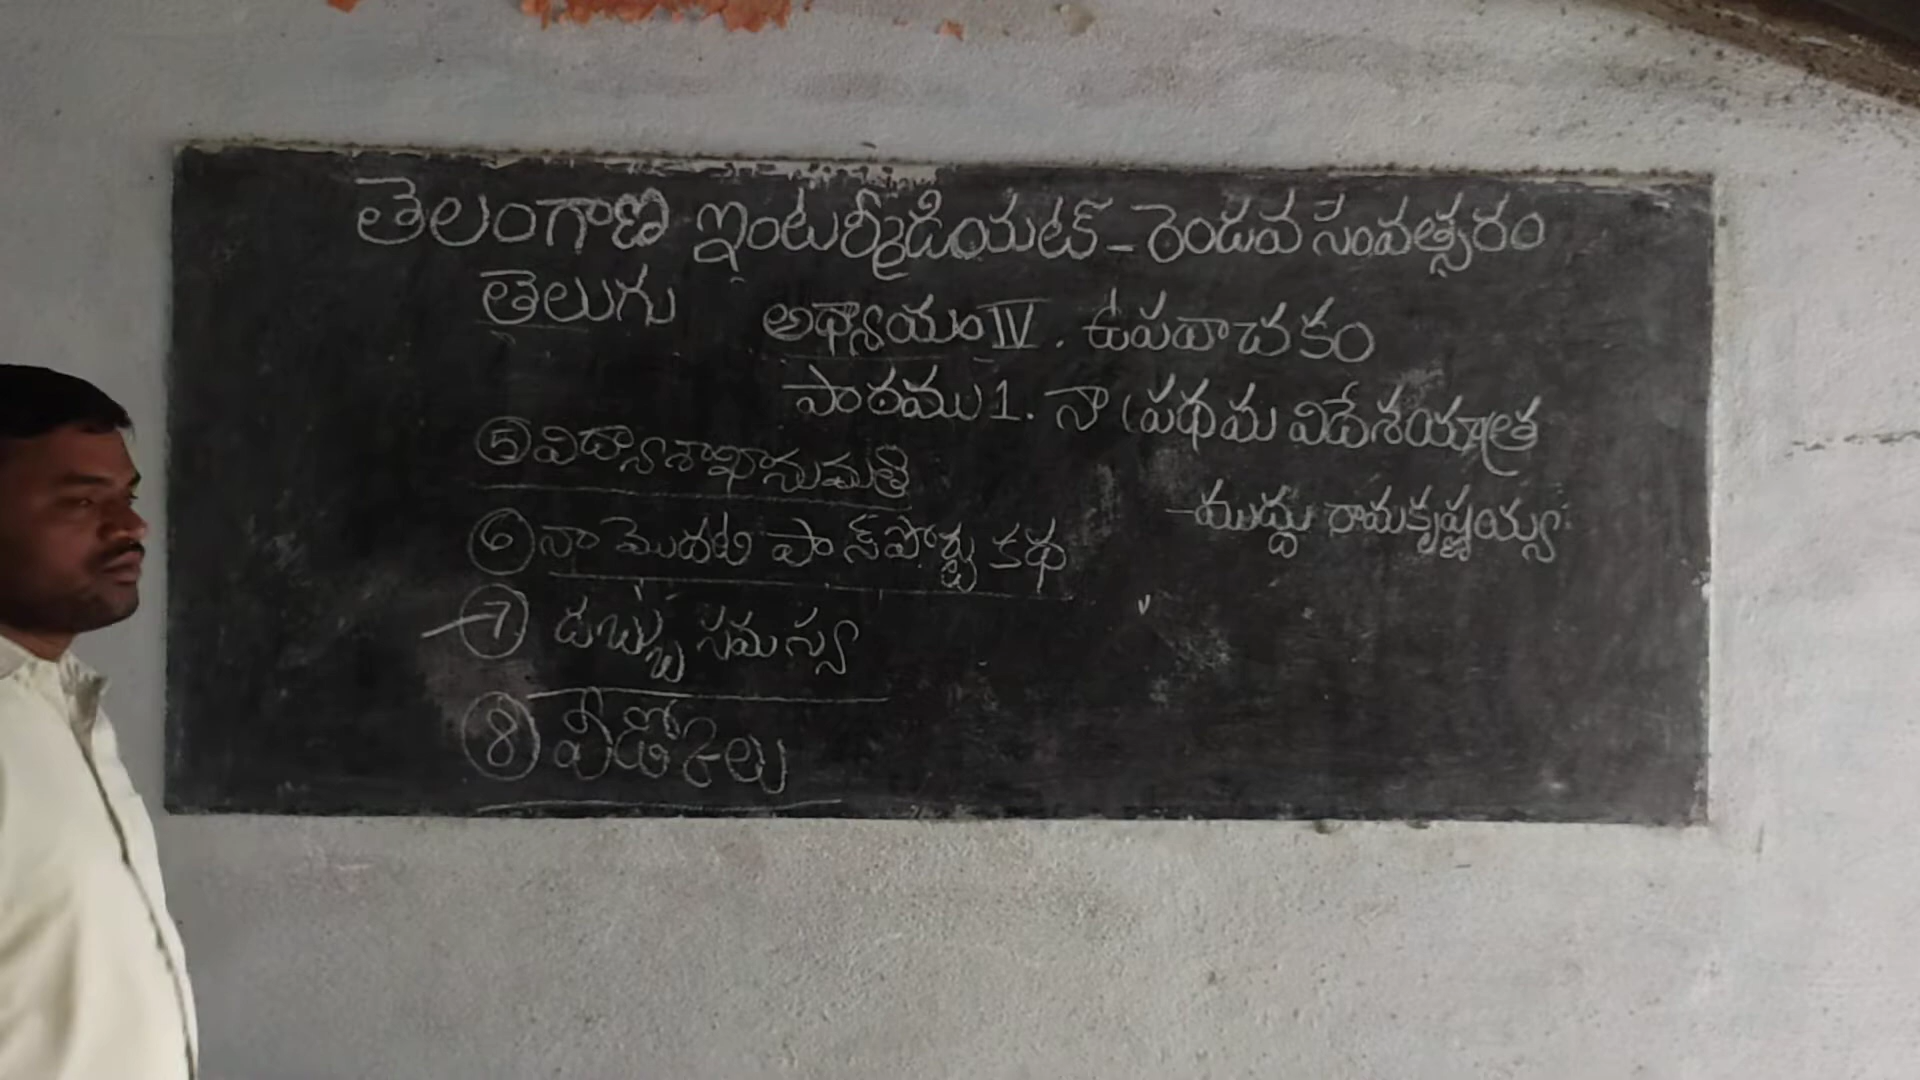 తెలంగాణ ఇంటర్మీడియట్ - రెండవ సంవత్సరం
తెలుగు
అధ్యాయం IV . ఉపవాచకం
పాఠము 1. నా ప్రథమ విదేశయాత్ర
- ముద్దు రామకృష్ణయ్య
5 విద్యాశాఖానుమతి
6 నా మొదటి పాస్‌పోర్టు కథ
7 డబ్బు సమస్య
8 వీడ్కోలు